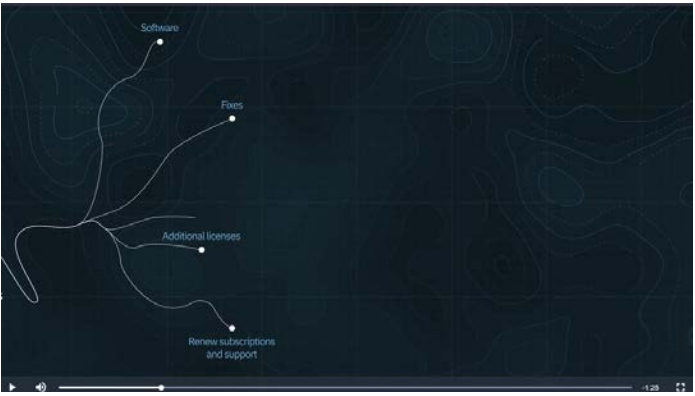 Software
Fixes
Additional licenses
Renew subscriptions
and support
-1:28